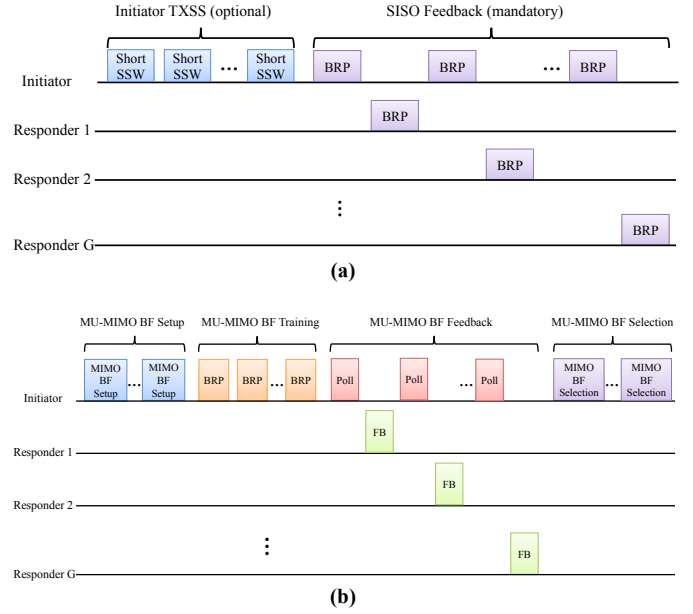 Initiator TXSS (optional) SISO Feedback (mandatory)
Short SSW Short SSW ... Short SSW BRP BRP ... BRP
Initiator
BRP
Responder 1
BRP
Responder 2
⋮
BRP
Responder G
(a)
MU-MIMO BF Setup MU-MIMO BF Training MU-MIMO BF Feedback MU-MIMO BF Selection
MIMO BF Setup ... MIMO BF Setup BRP BRP ... BRP Poll Poll ... Poll MIMO BF Selection ... MIMO BF Selection
Initiator
FB
Responder 1
FB
Responder 2
⋮
FB
Responder G
(b)